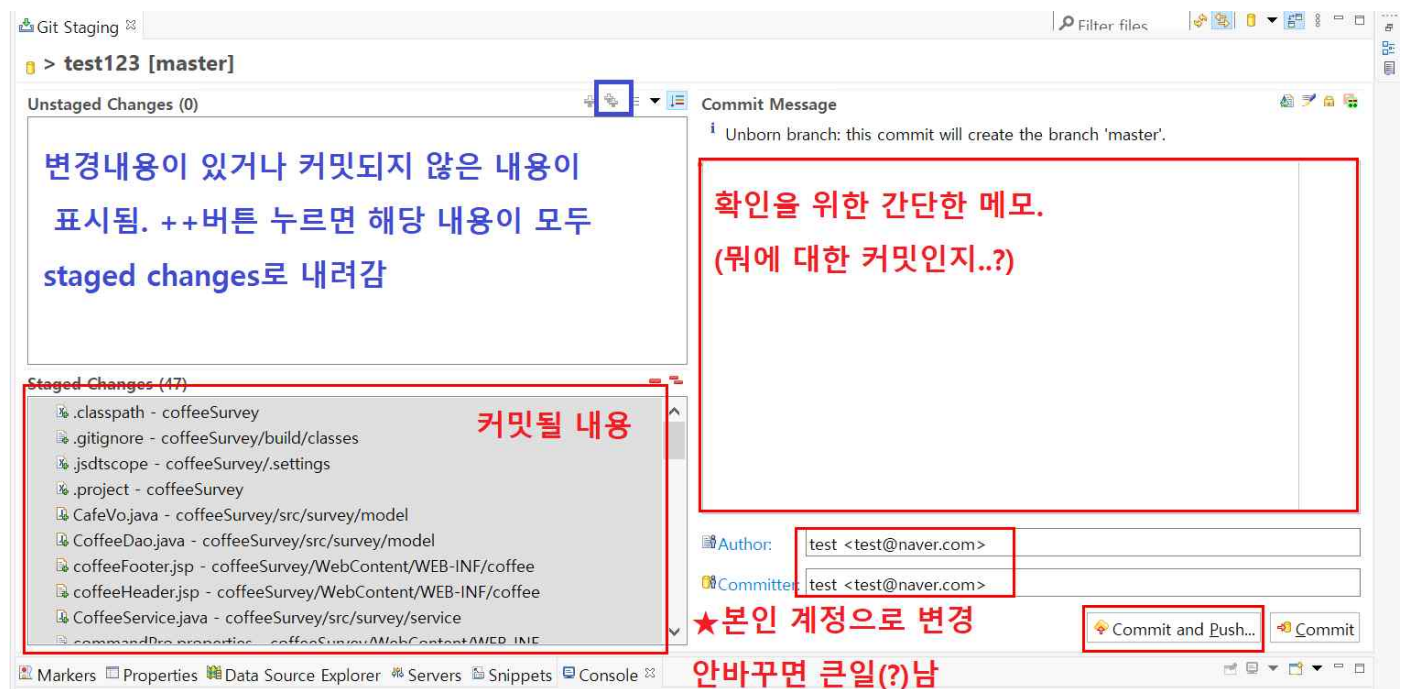 Git Staging
Filter files
> test123 [master]
Unstaged Changes (0)
변경내용이 있거나 커밋되지 않은 내용이
표시됨. ++버튼 누르면 해당 내용이 모두
staged changes로 내려감
Staged Changes (47)
커밋될 내용
.classpath - coffeeSurvey
.gitignore - coffeeSurvey/build/classes
.jsdtscope - coffeeSurvey/.settings
.project - coffeeSurvey
CafeVo.java - coffeeSurvey/src/survey/model
CoffeeDao.java - coffeeSurvey/src/survey/model
coffeeFooter.jsp - coffeeSurvey/WebContent/WEB-INF/coffee
coffeeHeader.jsp - coffeeSurvey/WebContent/WEB-INF/coffee
CoffeeService.java - coffeeSurvey/src/survey/service
commandPro.properties - coffeeSurvey/WebContent/WEB-INF
Commit Message
Unborn branch: this commit will create the branch 'master'.
확인을 위한 간단한 메모.
(뭐에 대한 커밋인지..?)
Author: test <test@naver.com>
Committer: test <test@naver.com>
★본인 계정으로 변경
안바꾸면 큰일(?)남
Commit and Push...
Commit
Markers Properties Data Source Explorer Servers Snippets Console